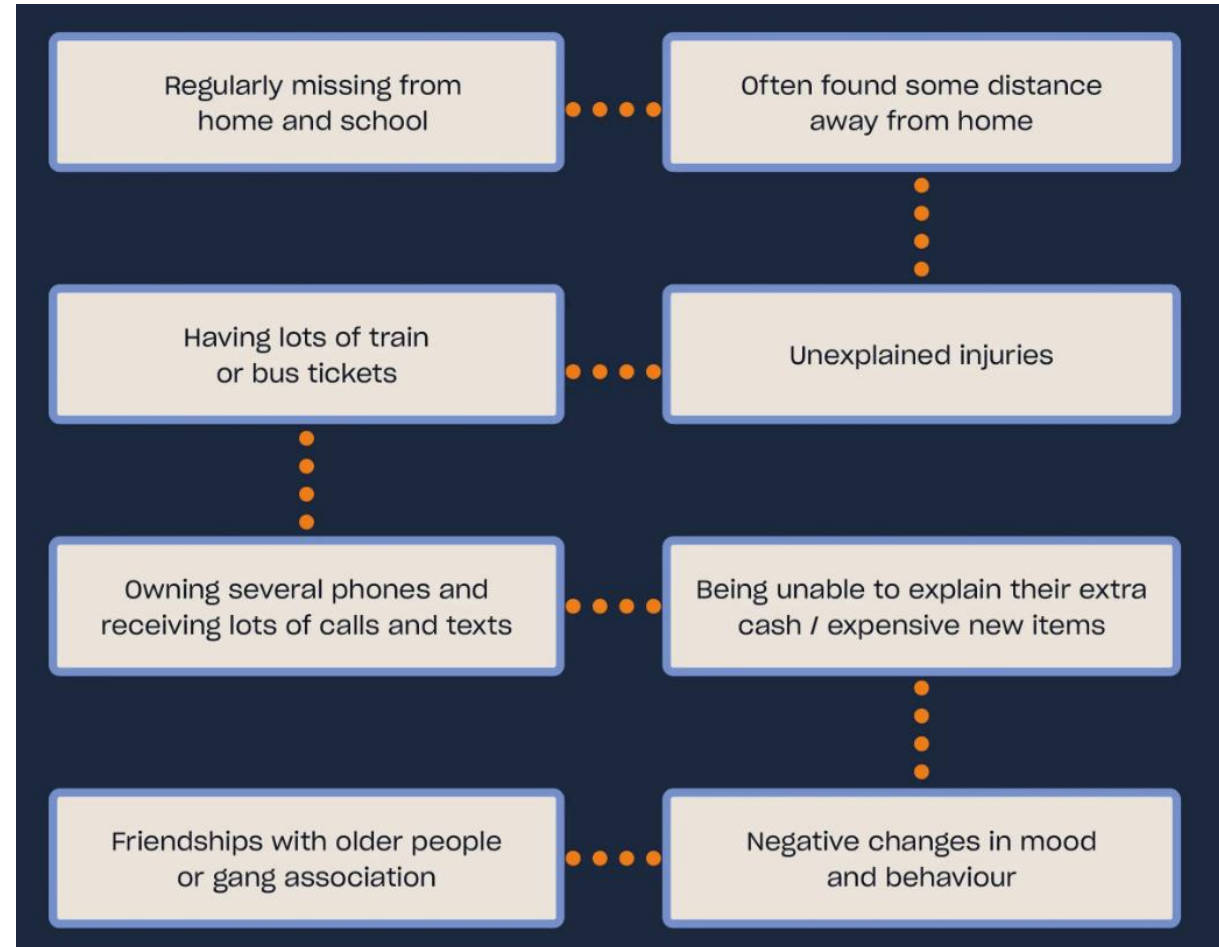 Regularly missing from
home and school
Often found some distance
away from home
Having lots of train
or bus tickets
Unexplained injuries
Owning several phones and
receiving lots of calls and texts
Being unable to explain their extra
cash / expensive new items
Friendships with older people
or gang association
Negative changes in mood
and behaviour